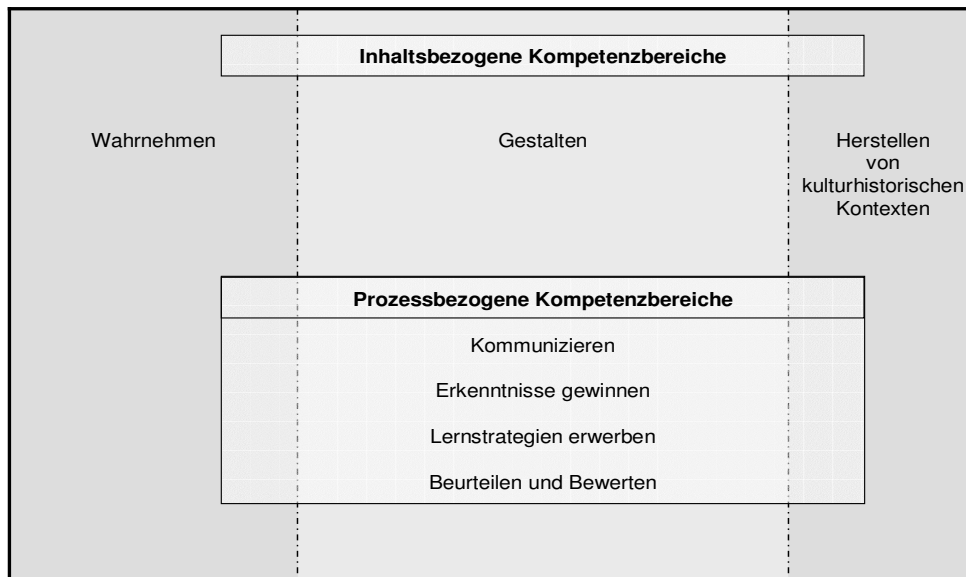 Inhaltsbezogene Kompetenzbereiche
Wahrnehmen
Gestalten
Herstellen
von
kulturhistorischen
Kontexten
Prozessbezogene Kompetenzbereiche
Kommunizieren
Erkenntnisse gewinnen
Lernstrategien erwerben
Beurteilen und Bewerten